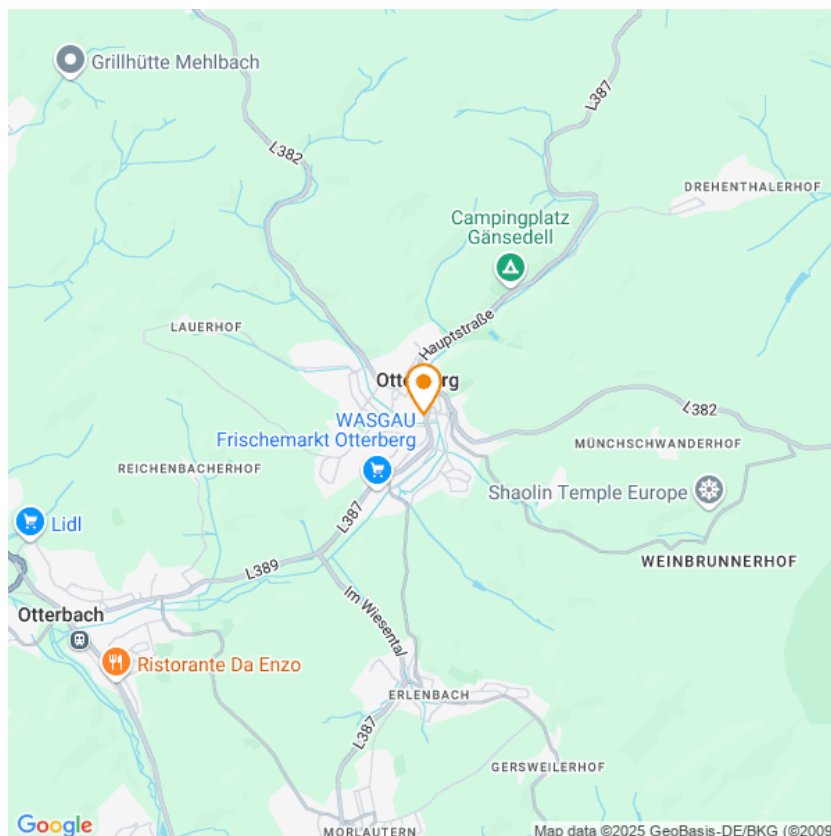 Grillhütte Mehlbach
L387
L382
DREHENTHALERHOF
Campingplatz
Gänsedell
LAUERHOF
Hauptstraße
L382
WASGAU
Frischemarkt Otterberg
MÜNCHSCHWANDERHOF
REICHENBACHERHOF
Shaolin Temple Europe
Lidl
L387
L389
WEINBRUNNERHOF
Im Wiesental
Otterbach
Ristorante Da Enzo
ERLENBACH
L387
GERSWEILERHOF
MORLAUTERN
Google
Map data ©2025 GeoBasis-DE/BKG (©2009